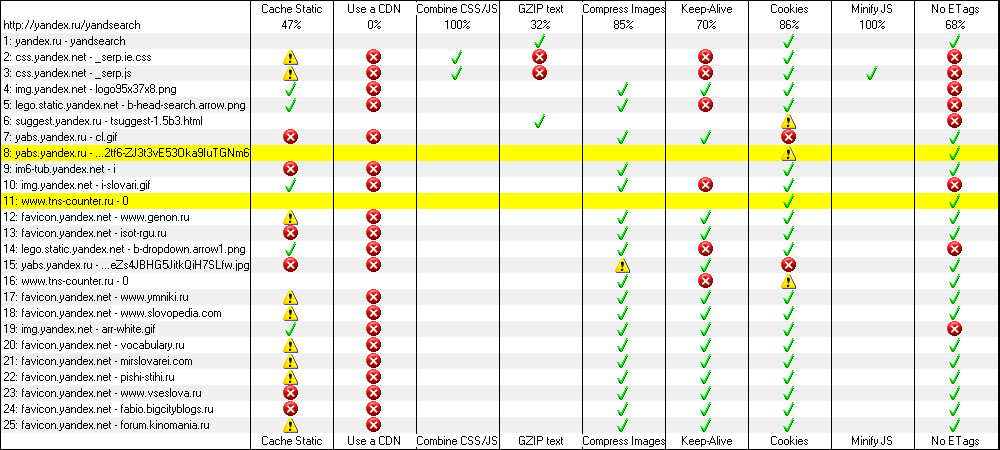 Cache Static Use a CDN Combine CSS/JS GZIP text Compress Images Keep-Alive Cookies Minify JS No ETags
http://yandex.ru/yandsearch 47% 0% 100% 32% 85% 70% 86% 100% 68%
1: yandex.ru - yandsearch
2: css.yandex.net - _serp.ie.css
3: css.yandex.net - _serp.js
4: img.yandex.net - logo95x37x8.png
5: lego.static.yandex.net - b-head-search.arrow.png
6: suggest.yandex.ru - tsuggest-1.5b3.html
7: yabs.yandex.ru - cl.gif
8: yabs.yandex.ru - ...2tf6-ZJ3t3vE53Oka9IuTGNm6
9: im6-tub.yandex.net - i
10: img.yandex.net - i-slovari.gif
11: www.tns-counter.ru - 0
12: favicon.yandex.net - www.genon.ru
13: favicon.yandex.net - isot-rgu.ru
14: lego.static.yandex.net - b-dropdown.arrow1.png
15: yabs.yandex.ru - ...eZs4JBHG5JitkQiH7SLfw.jpg
16: www.tns-counter.ru - 0
17: favicon.yandex.net - www.ymniki.ru
18: favicon.yandex.net - www.slovopedia.com
19: img.yandex.net - arr-white.gif
20: favicon.yandex.net - vocabulary.ru
21: favicon.yandex.net - mirslovarei.com
22: favicon.yandex.net - pishi-stihi.ru
23: favicon.yandex.net - www.vseslova.ru
24: favicon.yandex.net - fabio.bigcityblogs.ru
25: favicon.yandex.net - forum.kinomania.ru
Cache Static Use a CDN Combine CSS/JS GZIP text Compress Images Keep-Alive Cookies Minify JS No ETags